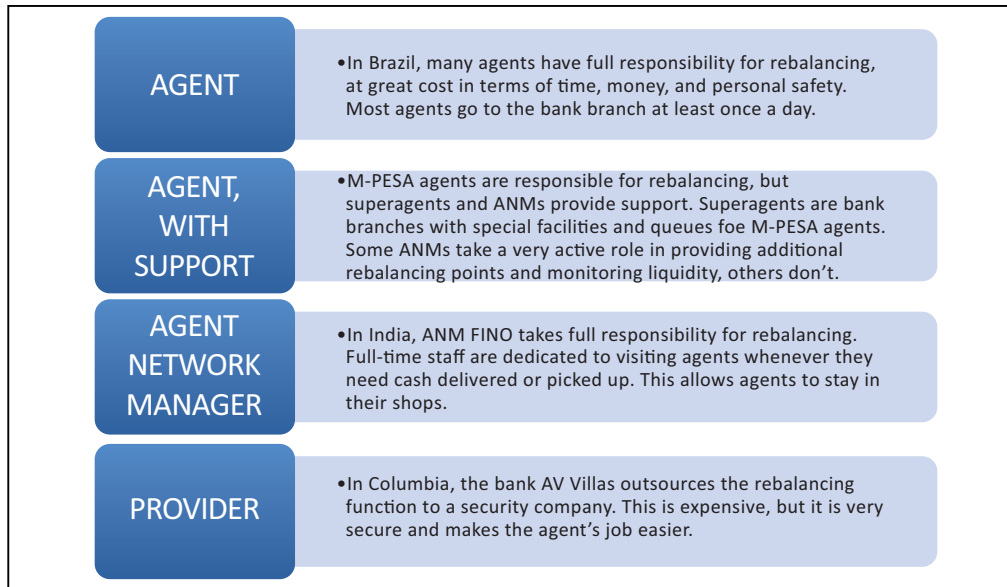 AGENT
•In Brazil, many agents have full responsibility for rebalancing,
at great cost in terms of time, money, and personal safety.
Most agents go to the bank branch at least once a day.
AGENT,
WITH
SUPPORT
•M-PESA agents are responsible for rebalancing, but
superagents and ANMs provide support. Superagents are bank
branches with special facilities and queues foe M-PESA agents.
Some ANMs take a very active role in providing additional
rebalancing points and monitoring liquidity, others don’t.
AGENT
NETWORK
MANAGER
•In India, ANM FINO takes full responsibility for rebalancing.
Full-time staff are dedicated to visiting agents whenever they
need cash delivered or picked up. This allows agents to stay in
their shops.
PROVIDER
•In Columbia, the bank AV Villas outsources the rebalancing
function to a security company. This is expensive, but it is very
secure and makes the agent’s job easier.